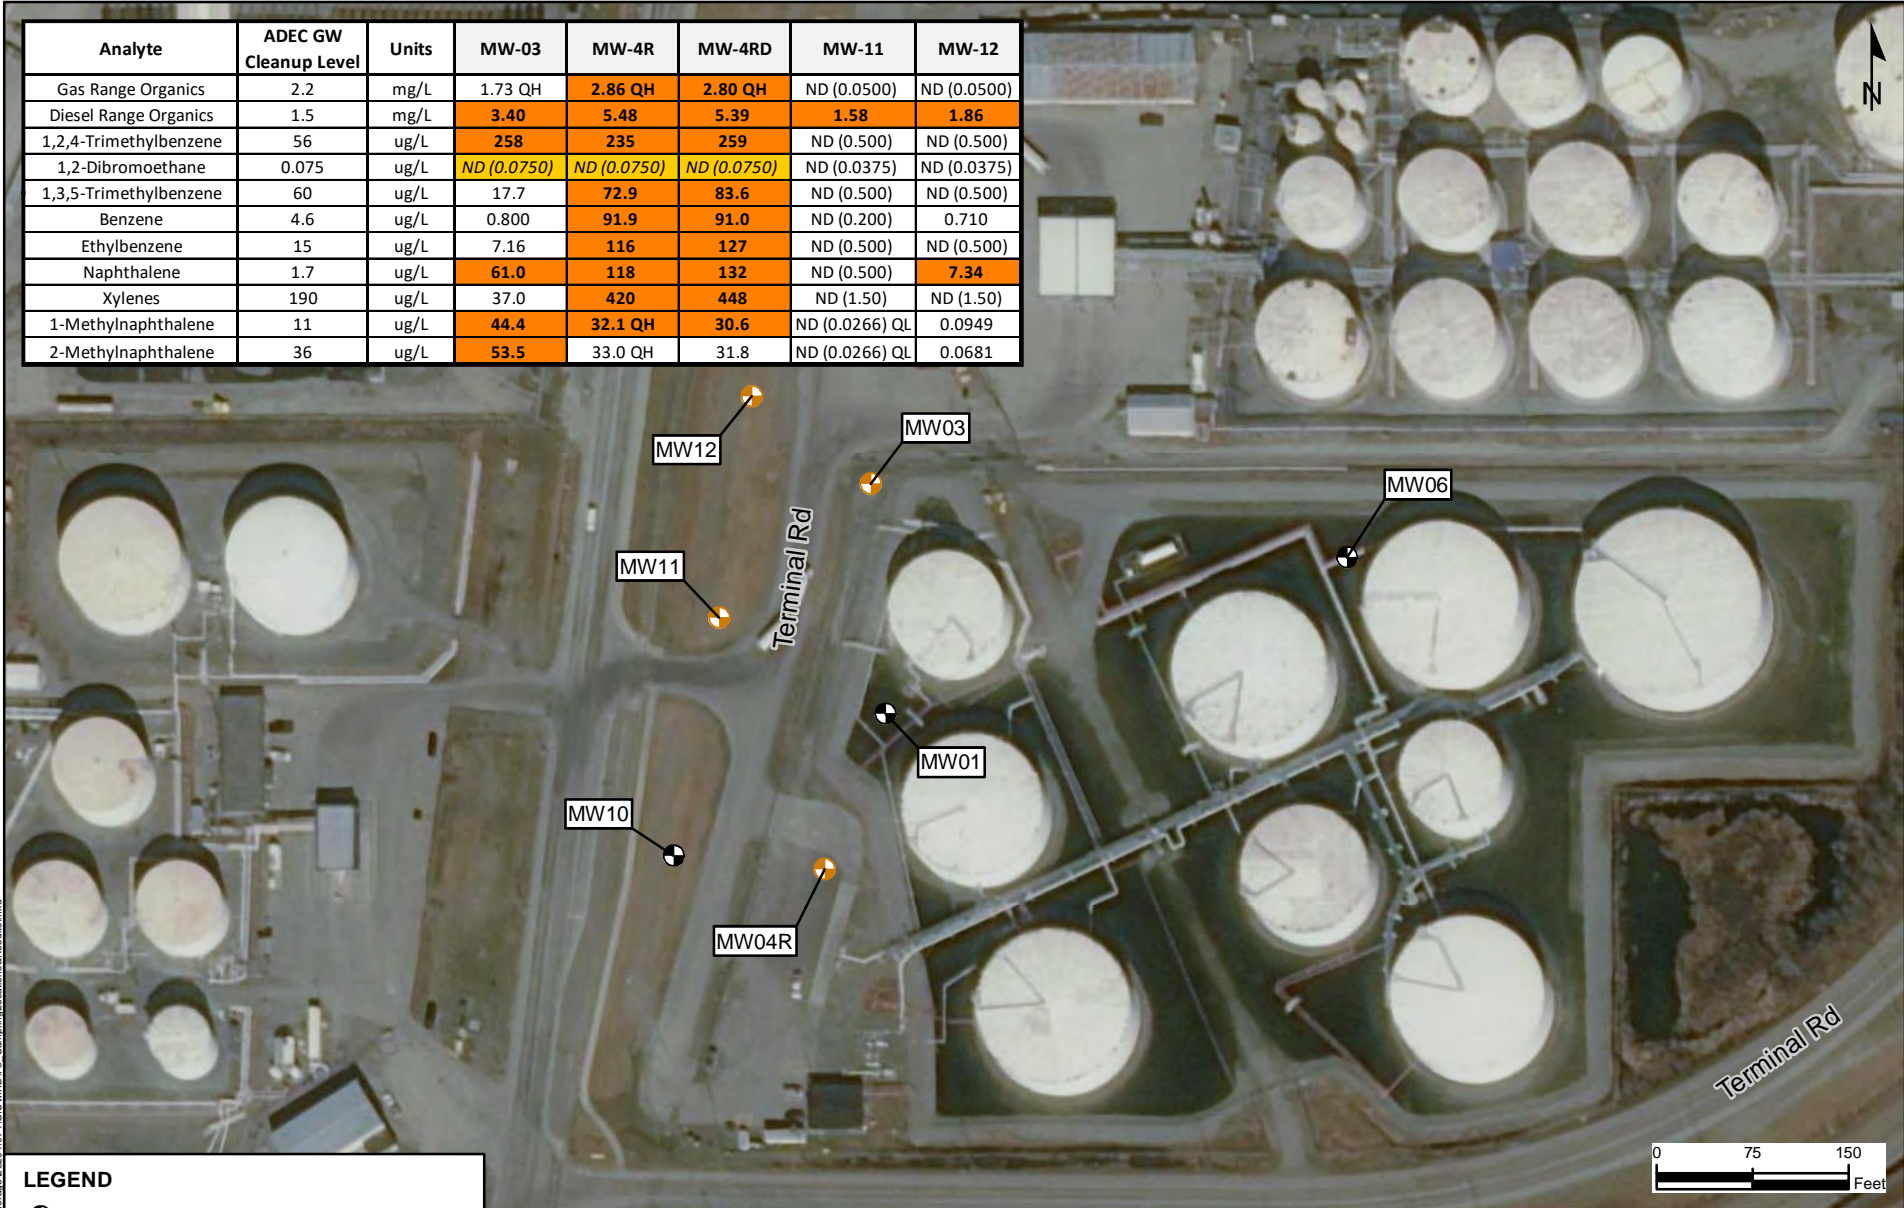 Analyte ADEC GW Cleanup Level Units MW-03 MW-4R MW-4RD MW-11 MW-12
Gas Range Organics 2.2 mg/L 1.73 QH 2.86 QH 2.80 QH ND (0.0500) ND (0.0500)
Diesel Range Organics 1.5 mg/L 3.40 5.48 5.39 1.58 1.86
1,2,4-Trimethylbenzene 56 ug/L 258 235 259 ND (0.500) ND (0.500)
1,2-Dibromoethane 0.075 ug/L ND (0.0750) ND (0.0750) ND (0.0750) ND (0.0375) ND (0.0375)
1,3,5-Trimethylbenzene 60 ug/L 17.7 72.9 83.6 ND (0.500) ND (0.500)
Benzene 4.6 ug/L 0.800 91.9 91.0 ND (0.200) 0.710
Ethylbenzene 15 ug/L 7.16 116 127 ND (0.500) ND (0.500)
Naphthalene 1.7 ug/L 61.0 118 132 ND (0.500) 7.34
Xylenes 190 ug/L 37.0 420 448 ND (1.50) ND (1.50)
1-Methylnaphthalene 11 ug/L 44.4 32.1 QH 30.6 ND (0.0266) QL 0.0949
2-Methylnaphthalene 36 ug/L 53.5 33.0 QH 31.8 ND (0.0266) QL 0.0681
N
MW12
MW03
MW06
MW11
Terminal Rd
MW01
MW10
MW04R
Terminal Rd
0 75 150
Feet
LEGEND